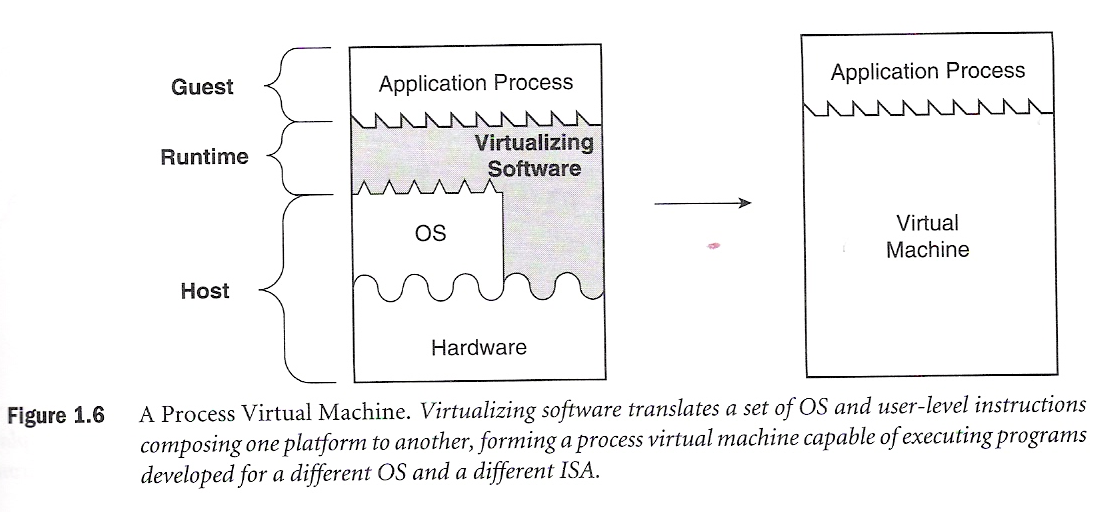 Guest
Runtime
Host
Application Process
Virtualizing
Software
OS
Hardware
Application Process
Virtual
Machine
Figure 1.6 A Process Virtual Machine. Virtualizing software translates a set of OS and user-level instructions
composing one platform to another, forming a process virtual machine capable of executing programs
developed for a different OS and a different ISA.